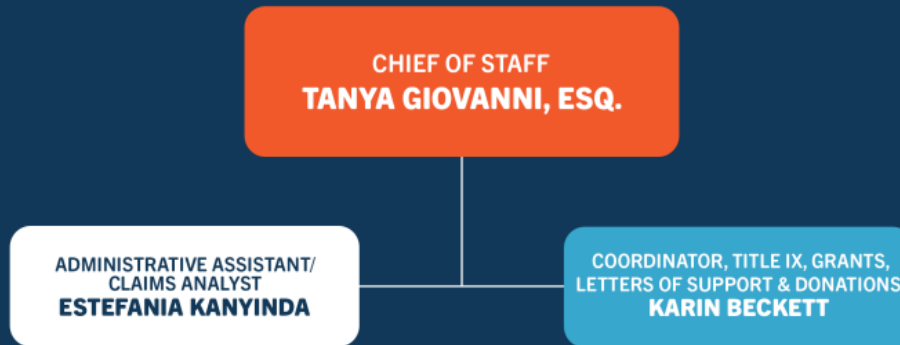 CHIEF OF STAFF
TANYA GIOVANNI, ESQ.
ADMINISTRATIVE ASSISTANT/
CLAIMS ANALYST
ESTEFANIA KANYINDA
COORDINATOR, TITLE IX, GRANTS,
LETTERS OF SUPPORT & DONATIONS
KARIN BECKETT